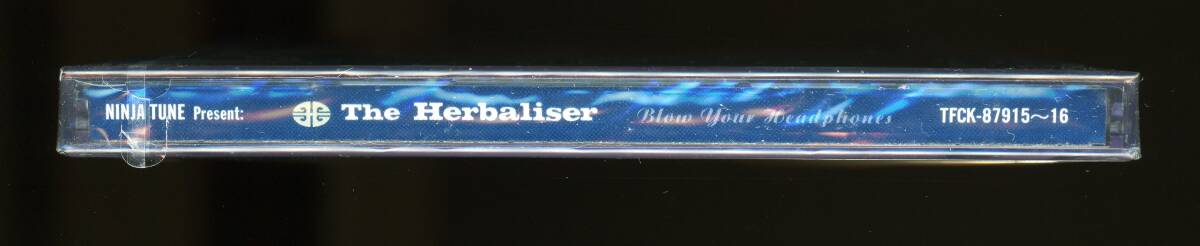 NINJA TUNE Present: The Herbaliser Blow Your Headphones TFCK-87915～16